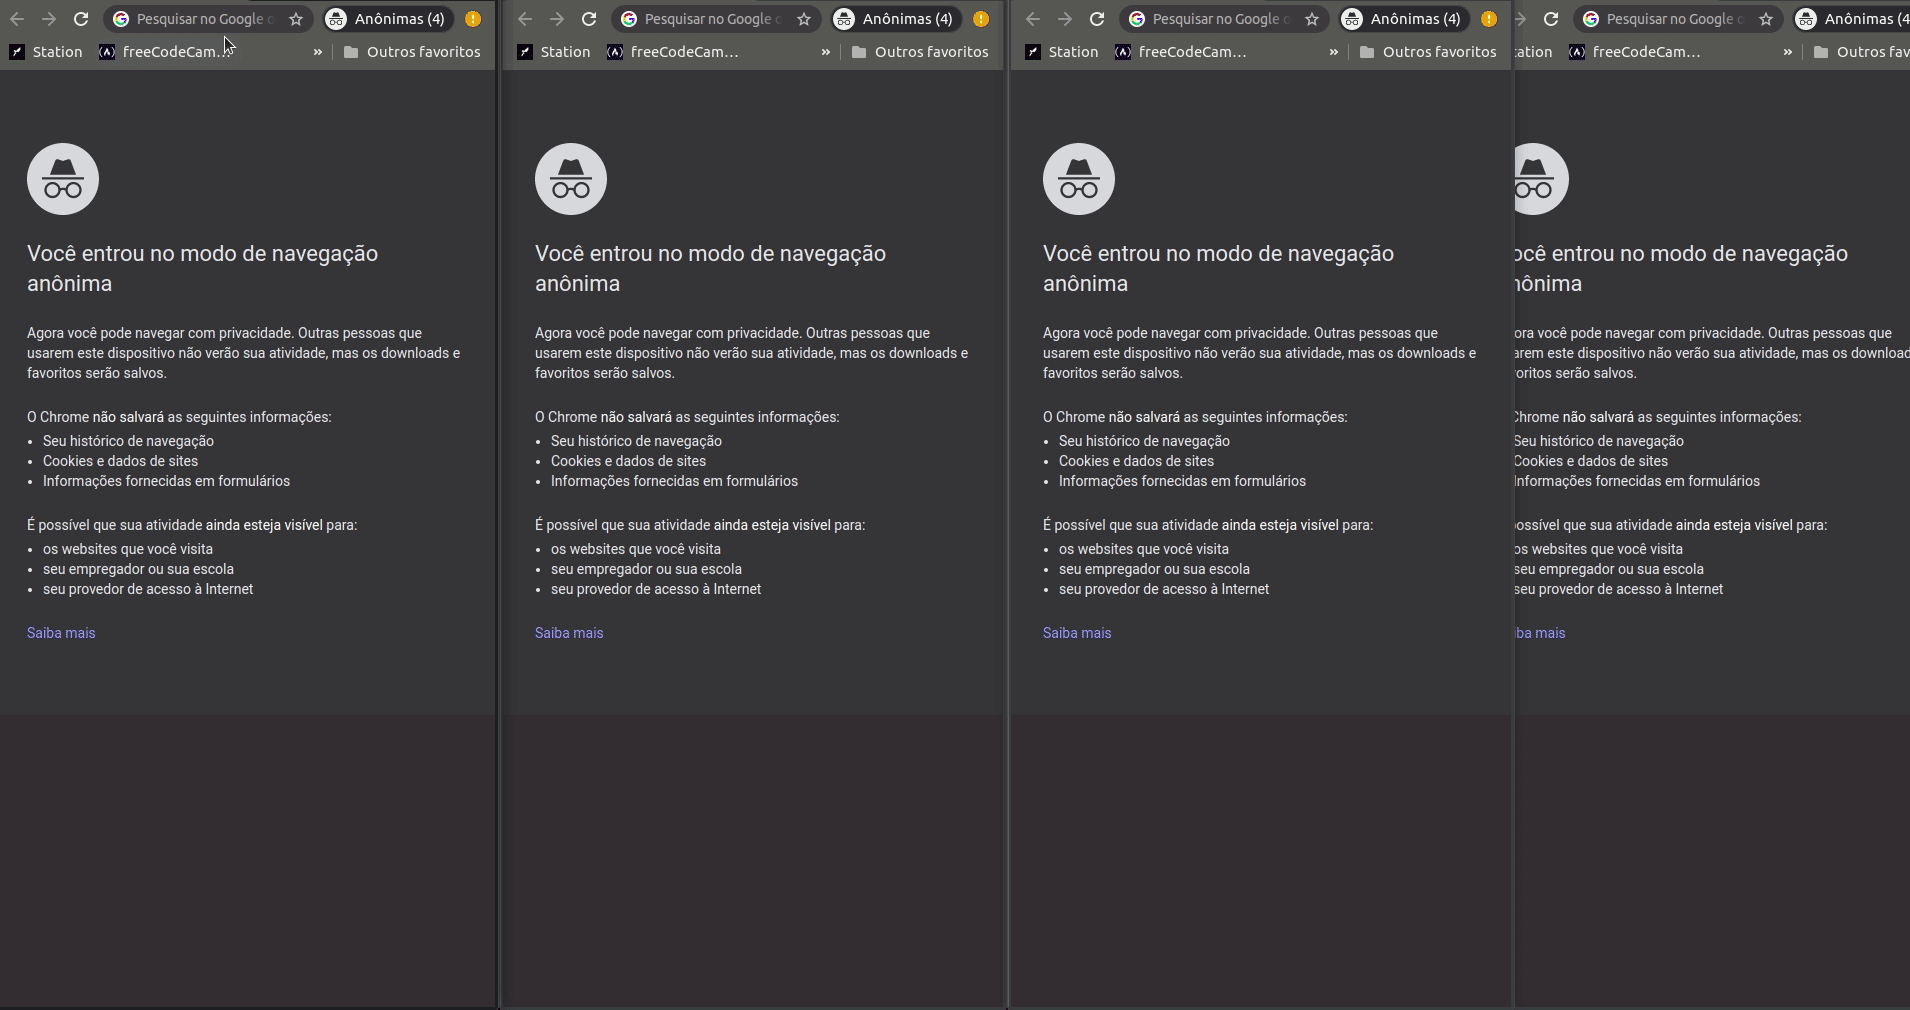 Pesquisar no Google
Anônimas (4)
Station
freeCodeCam...
»
Outros favoritos
Você entrou no modo de navegação
anônima
Agora você pode navegar com privacidade. Outras pessoas que
usarem este dispositivo não verão sua atividade, mas os downloads e
favoritos serão salvos.
O Chrome não salvará as seguintes informações:
• Seu histórico de navegação
• Cookies e dados de sites
• Informações fornecidas em formulários
É possível que sua atividade ainda esteja visível para:
• os websites que você visita
• seu empregador ou sua escola
• seu provedor de acesso à Internet
Saiba mais
Pesquisar no Google
Anônimas (4)
Station
freeCodeCam...
»
Outros favoritos
Você entrou no modo de navegação
anônima
Agora você pode navegar com privacidade. Outras pessoas que
usarem este dispositivo não verão sua atividade, mas os downloads e
favoritos serão salvos.
O Chrome não salvará as seguintes informações:
• Seu histórico de navegação
• Cookies e dados de sites
• Informações fornecidas em formulários
É possível que sua atividade ainda esteja visível para:
• os websites que você visita
• seu empregador ou sua escola
• seu provedor de acesso à Internet
Saiba mais
Pesquisar no Google
Anônimas (4)
Station
freeCodeCam...
»
Outros favoritos
Você entrou no modo de navegação
anônima
Agora você pode navegar com privacidade. Outras pessoas que
usarem este dispositivo não verão sua atividade, mas os downloads e
favoritos serão salvos.
O Chrome não salvará as seguintes informações:
• Seu histórico de navegação
• Cookies e dados de sites
• Informações fornecidas em formulários
É possível que sua atividade ainda esteja visível para:
• os websites que você visita
• seu empregador ou sua escola
• seu provedor de acesso à Internet
Saiba mais
Pesquisar no Google
Anônimas (4
tation
freeCodeCam...
»
Outros fav
ocê entrou no modo de navegação
nônima
ora você pode navegar com privacidade. Outras pessoas que
arem este dispositivo não verão sua atividade, mas os download
voritos serão salvos.
Chrome não salvará as seguintes informações:
Seu histórico de navegação
Cookies e dados de sites
Informações fornecidas em formulários
possível que sua atividade ainda esteja visível para:
os websites que você visita
seu empregador ou sua escola
seu provedor de acesso à Internet
iba mais